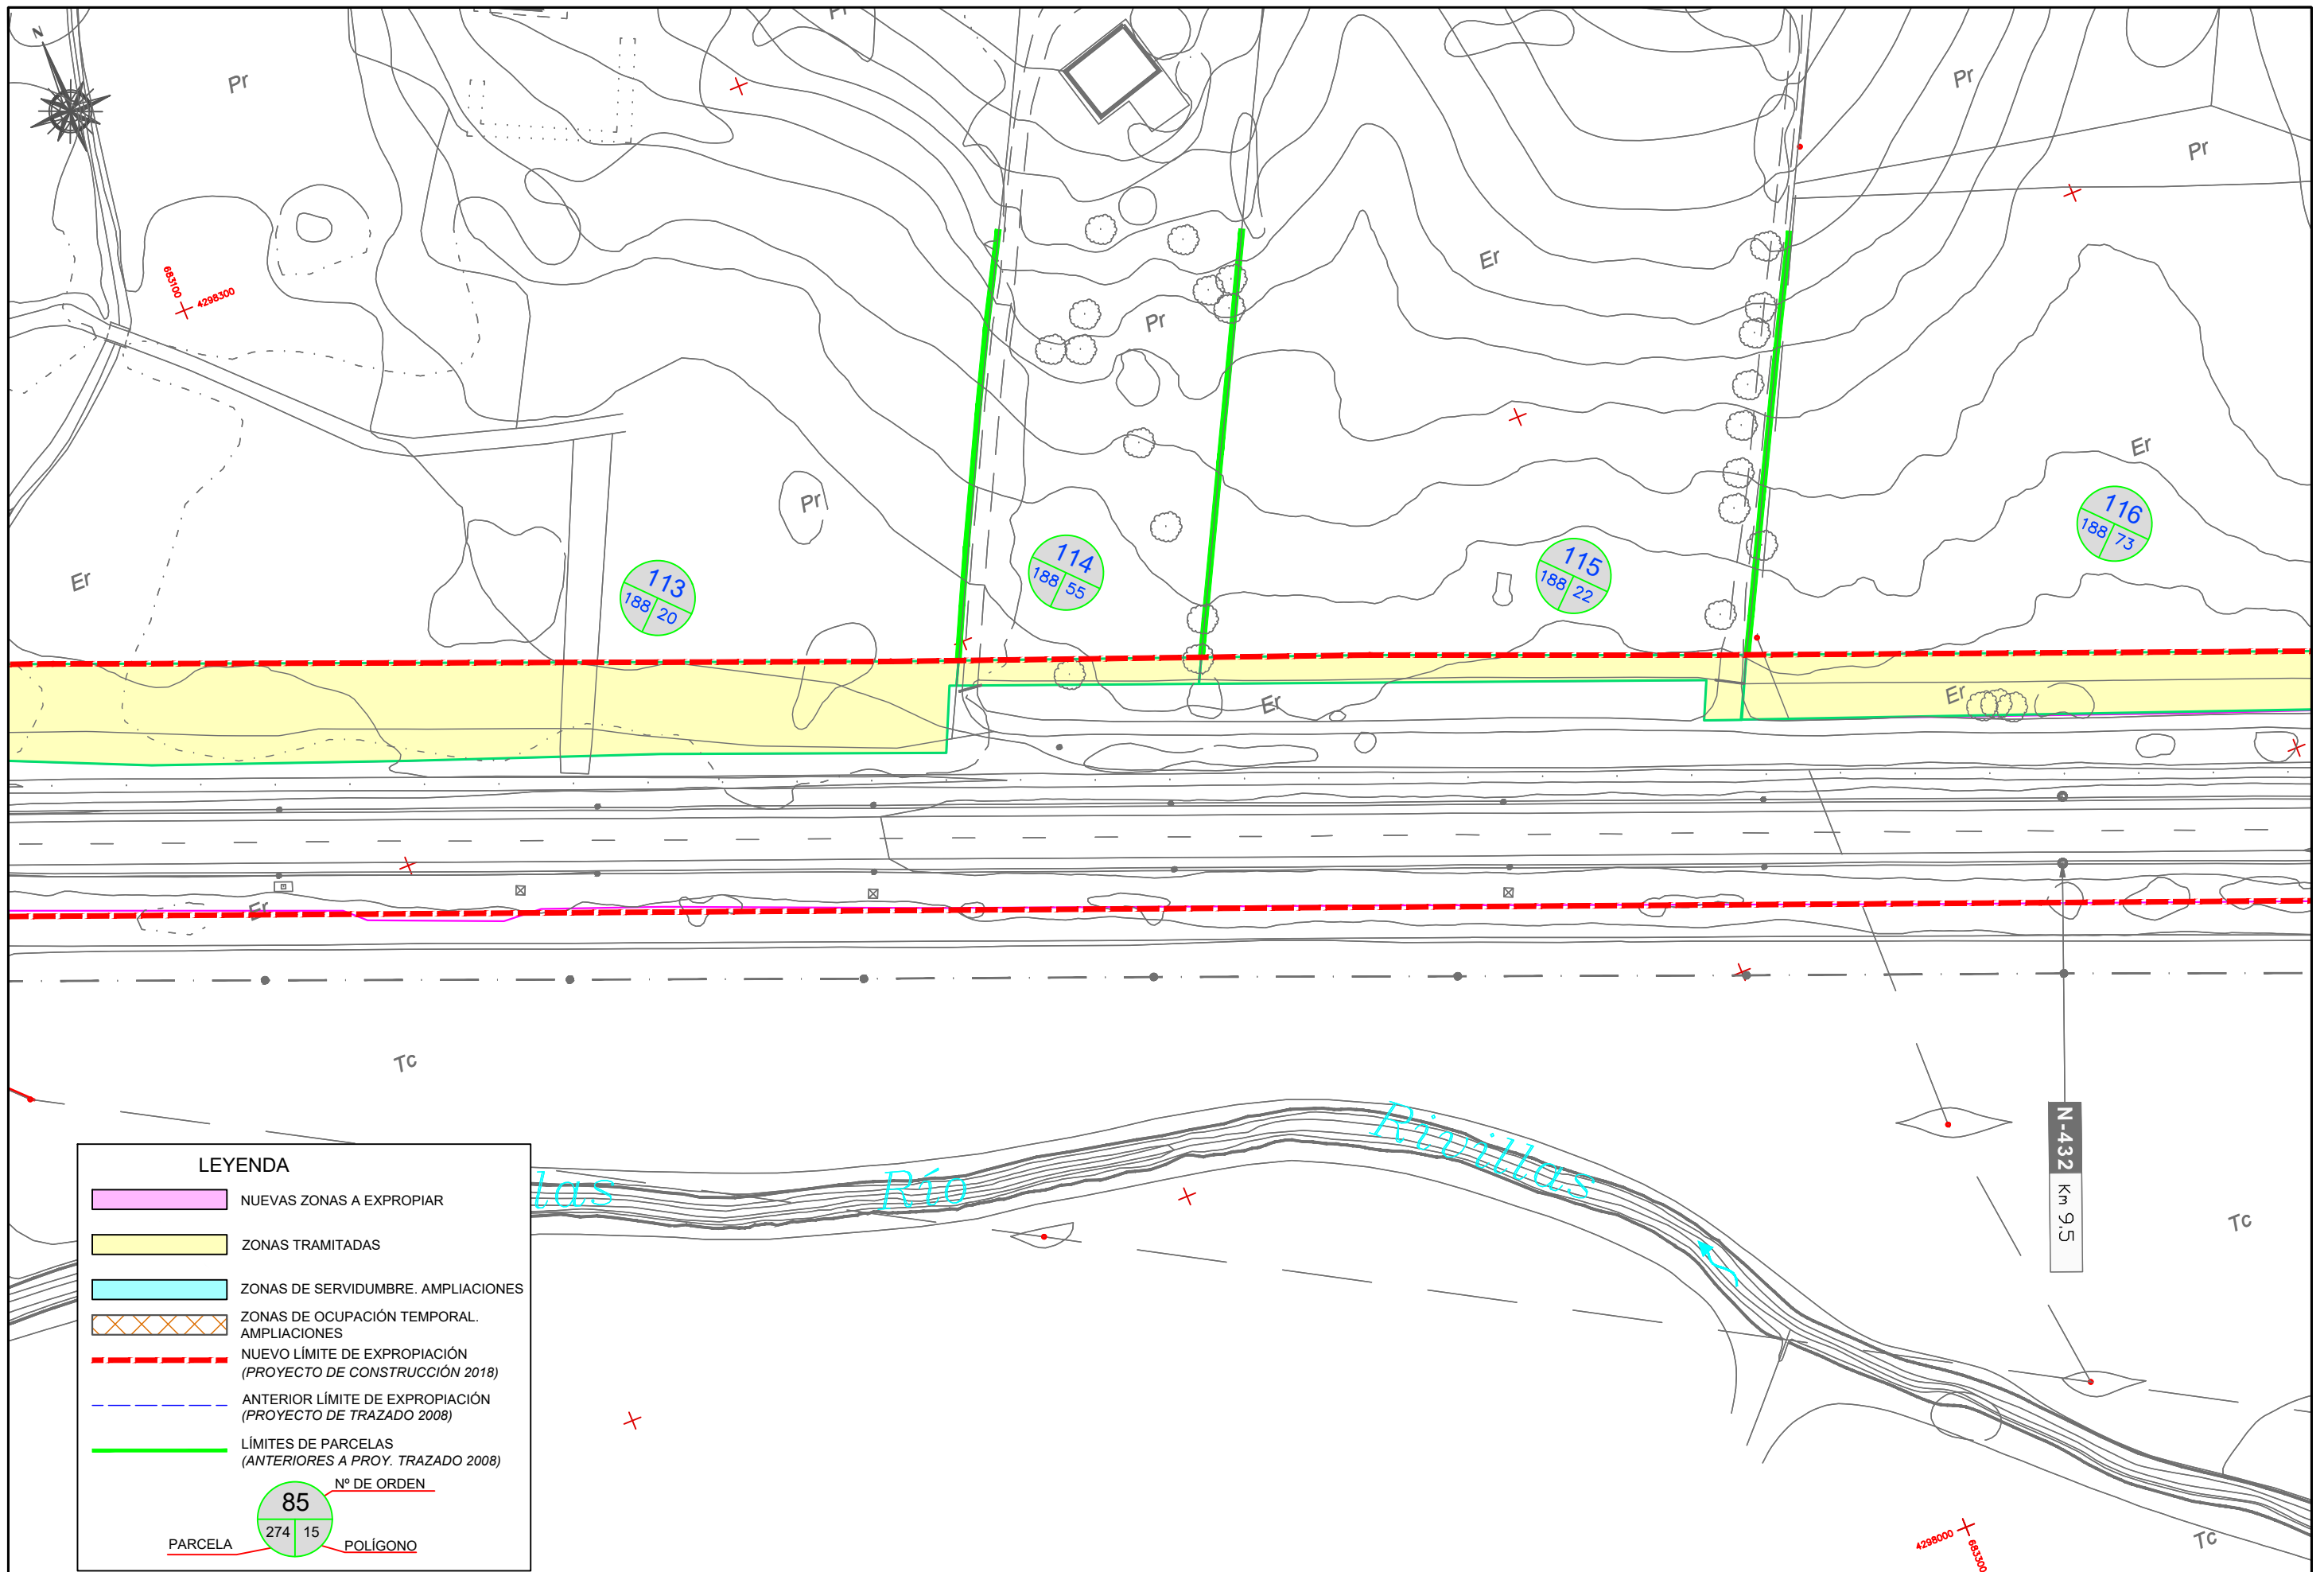 Pr
N
Pr
Pr
Pr
683100
4298300
Er
Pr
Er
Pr
116
188 73
113
188 20
114
188 55
115
188 22
Er
Er
Er
Er
Tc
Río
Rivillas
las
N-432 Km 9.5
Tc
Tc
4298000
683300
LEYENDA
NUEVAS ZONAS A EXPROPIAR
ZONAS TRAMITADAS
ZONAS DE SERVIDUMBRE. AMPLIACIONES
ZONAS DE OCUPACIÓN TEMPORAL.
AMPLIACIONES
NUEVO LÍMITE DE EXPROPIACIÓN
(PROYECTO DE CONSTRUCCIÓN 2018)
ANTERIOR LÍMITE DE EXPROPIACIÓN
(PROYECTO DE TRAZADO 2008)
LÍMITES DE PARCELAS
(ANTERIORES A PROY. TRAZADO 2008)
Nº DE ORDEN
85
274 15
PARCELA
POLÍGONO